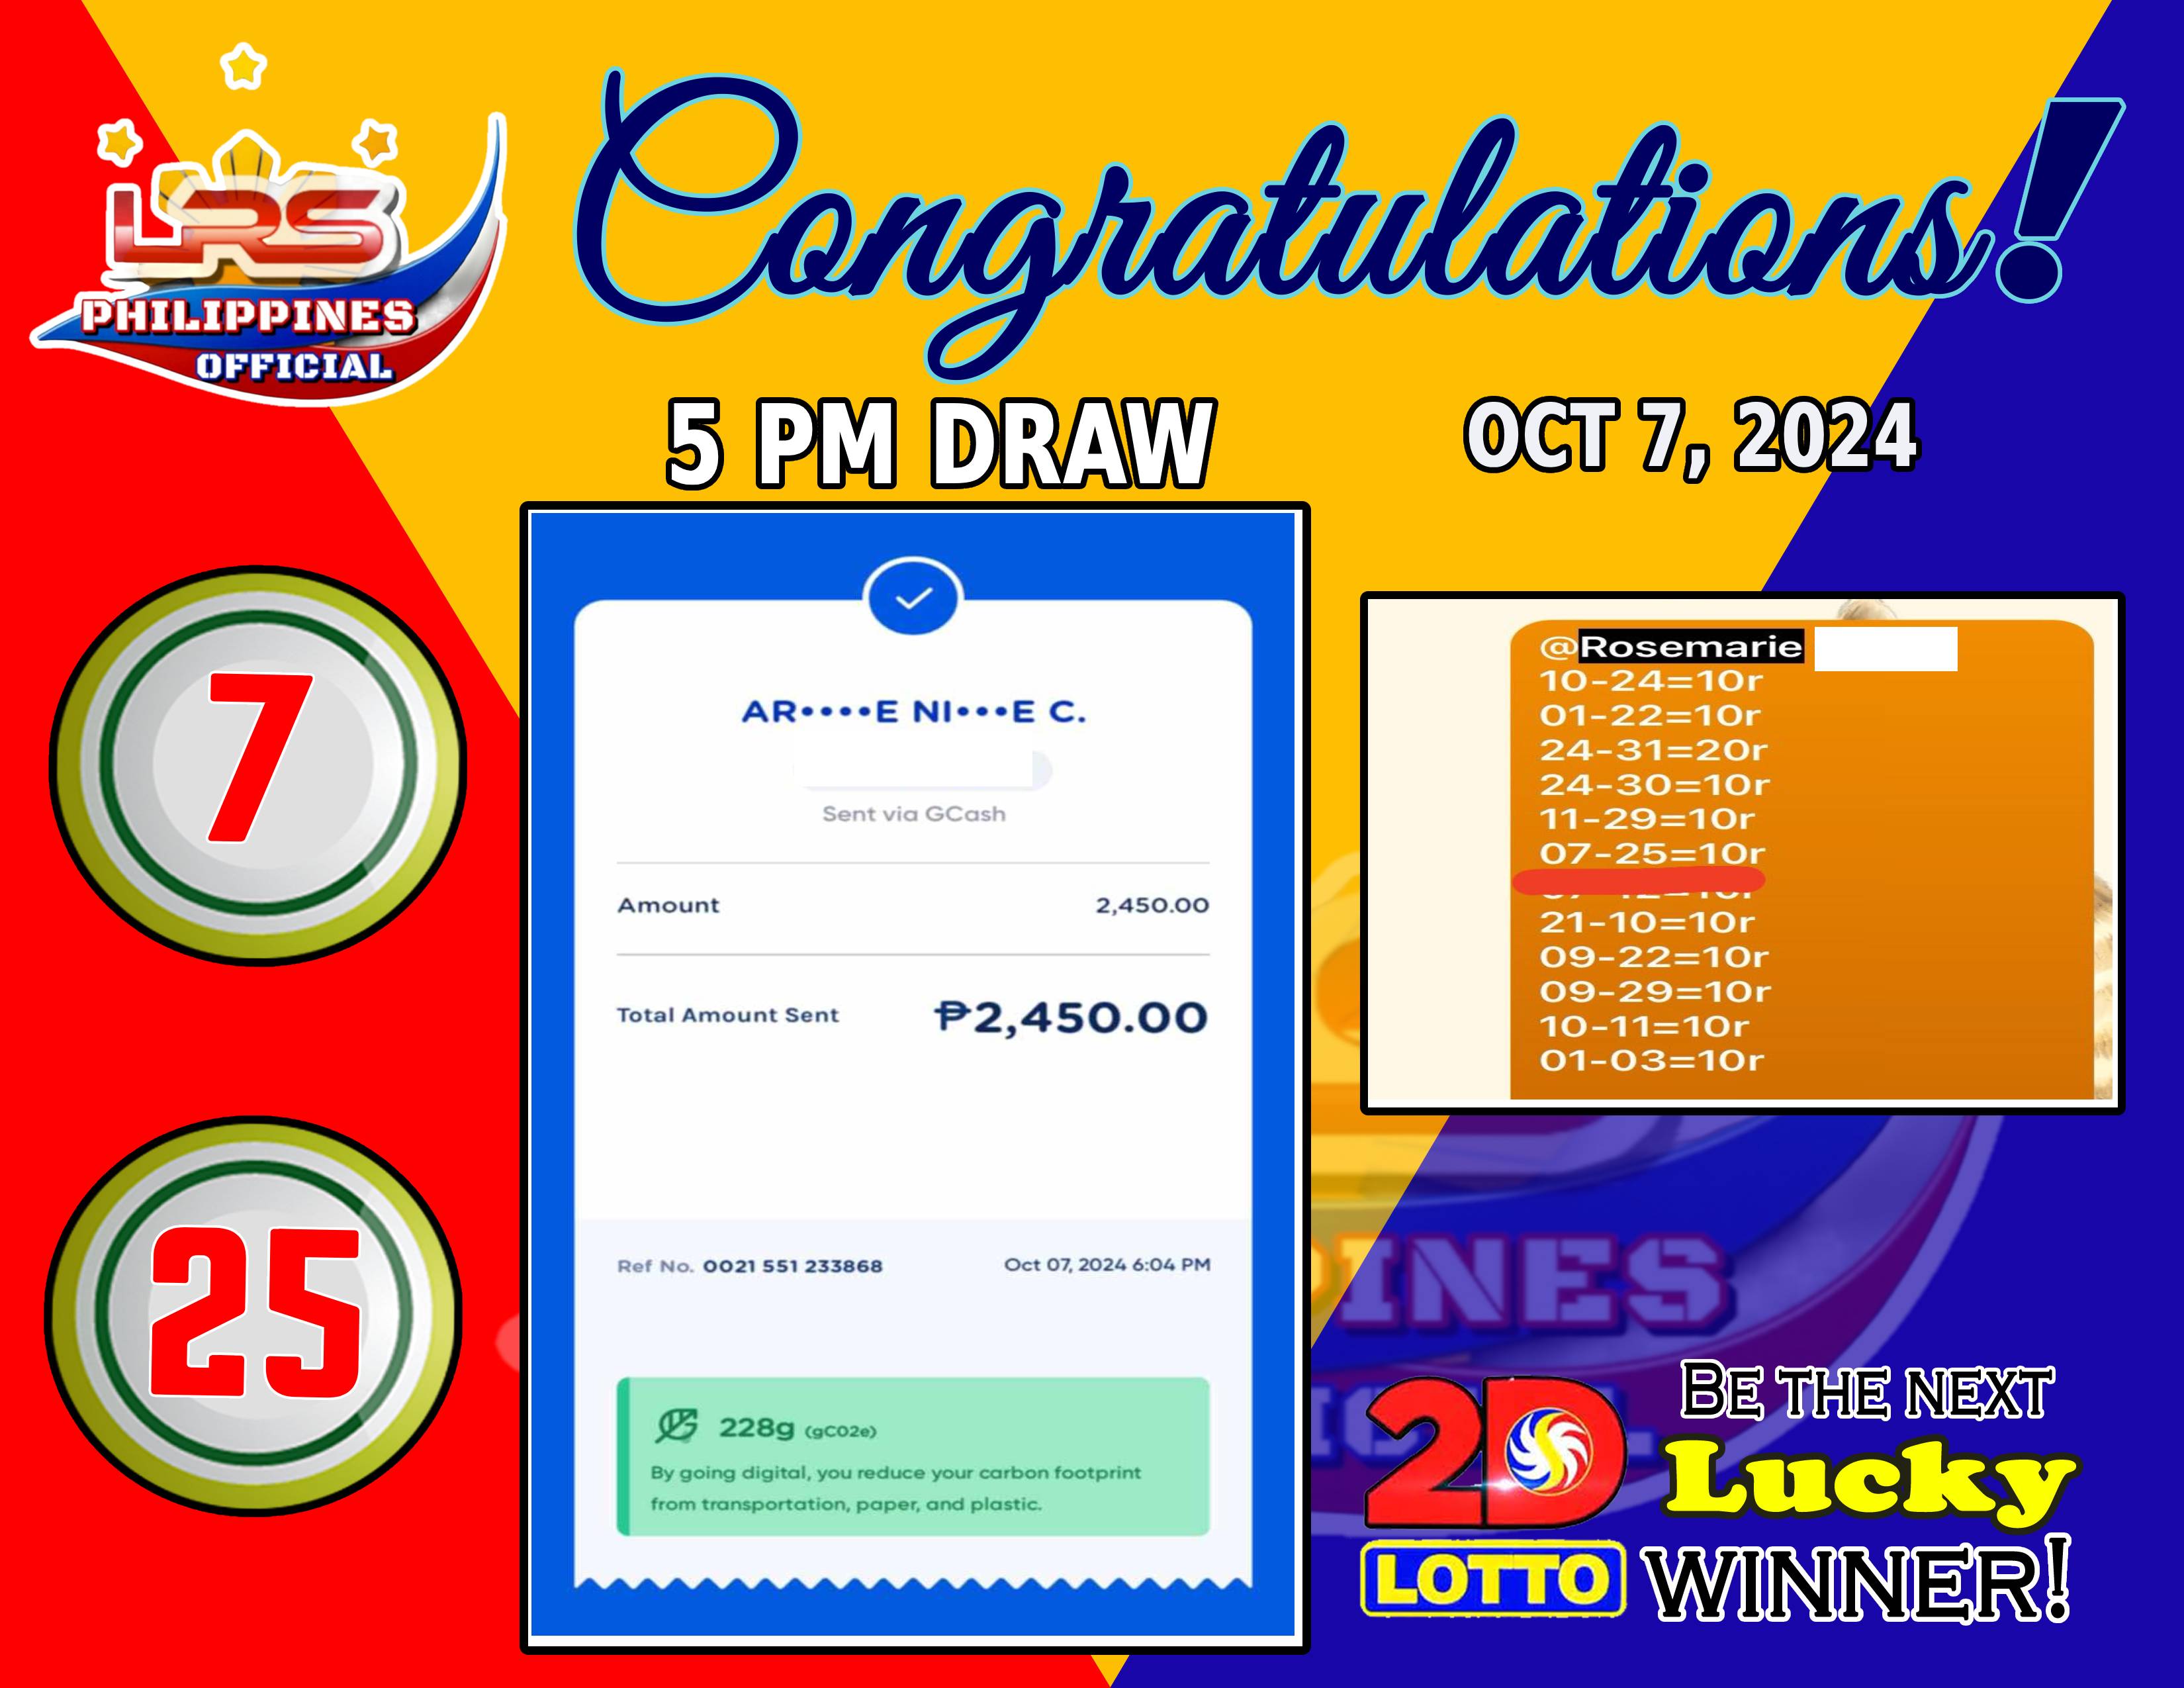 LRS
PHILIPPINES
OFFICIAL
Congratulations!
5 PM DRAW
OCT 7, 2024
7
25
AR••••E NI•••E C.
Sent via GCash
Amount 2,450.00
Total Amount Sent ₱2,450.00
Ref No. 0021 551 233868 Oct 07, 2024 6:04 PM
228g (gCO2e)
By going digital, you reduce your carbon footprint
from transportation, paper, and plastic.
@Rosemarie
10-24=10r
01-22=10r
24-31=20r
24-30=10r
11-29=10r
07-25=10r
21-10=10r
09-22=10r
09-29=10r
10-11=10r
01-03=10r
PINES
2D
LOTTO
BE THE NEXT
Lucky
WINNER!